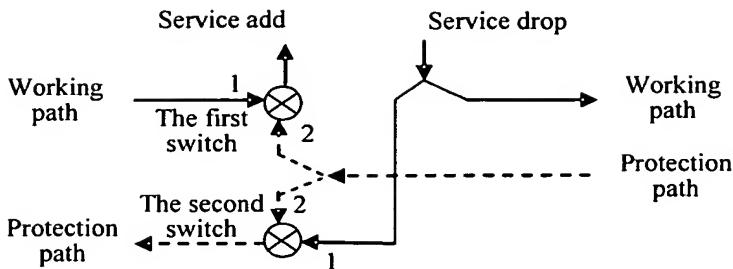 Service add
Service drop
Working
path
1
The first
switch
2
Working
path
Protection
path
The second
switch
2
Protection
path
1